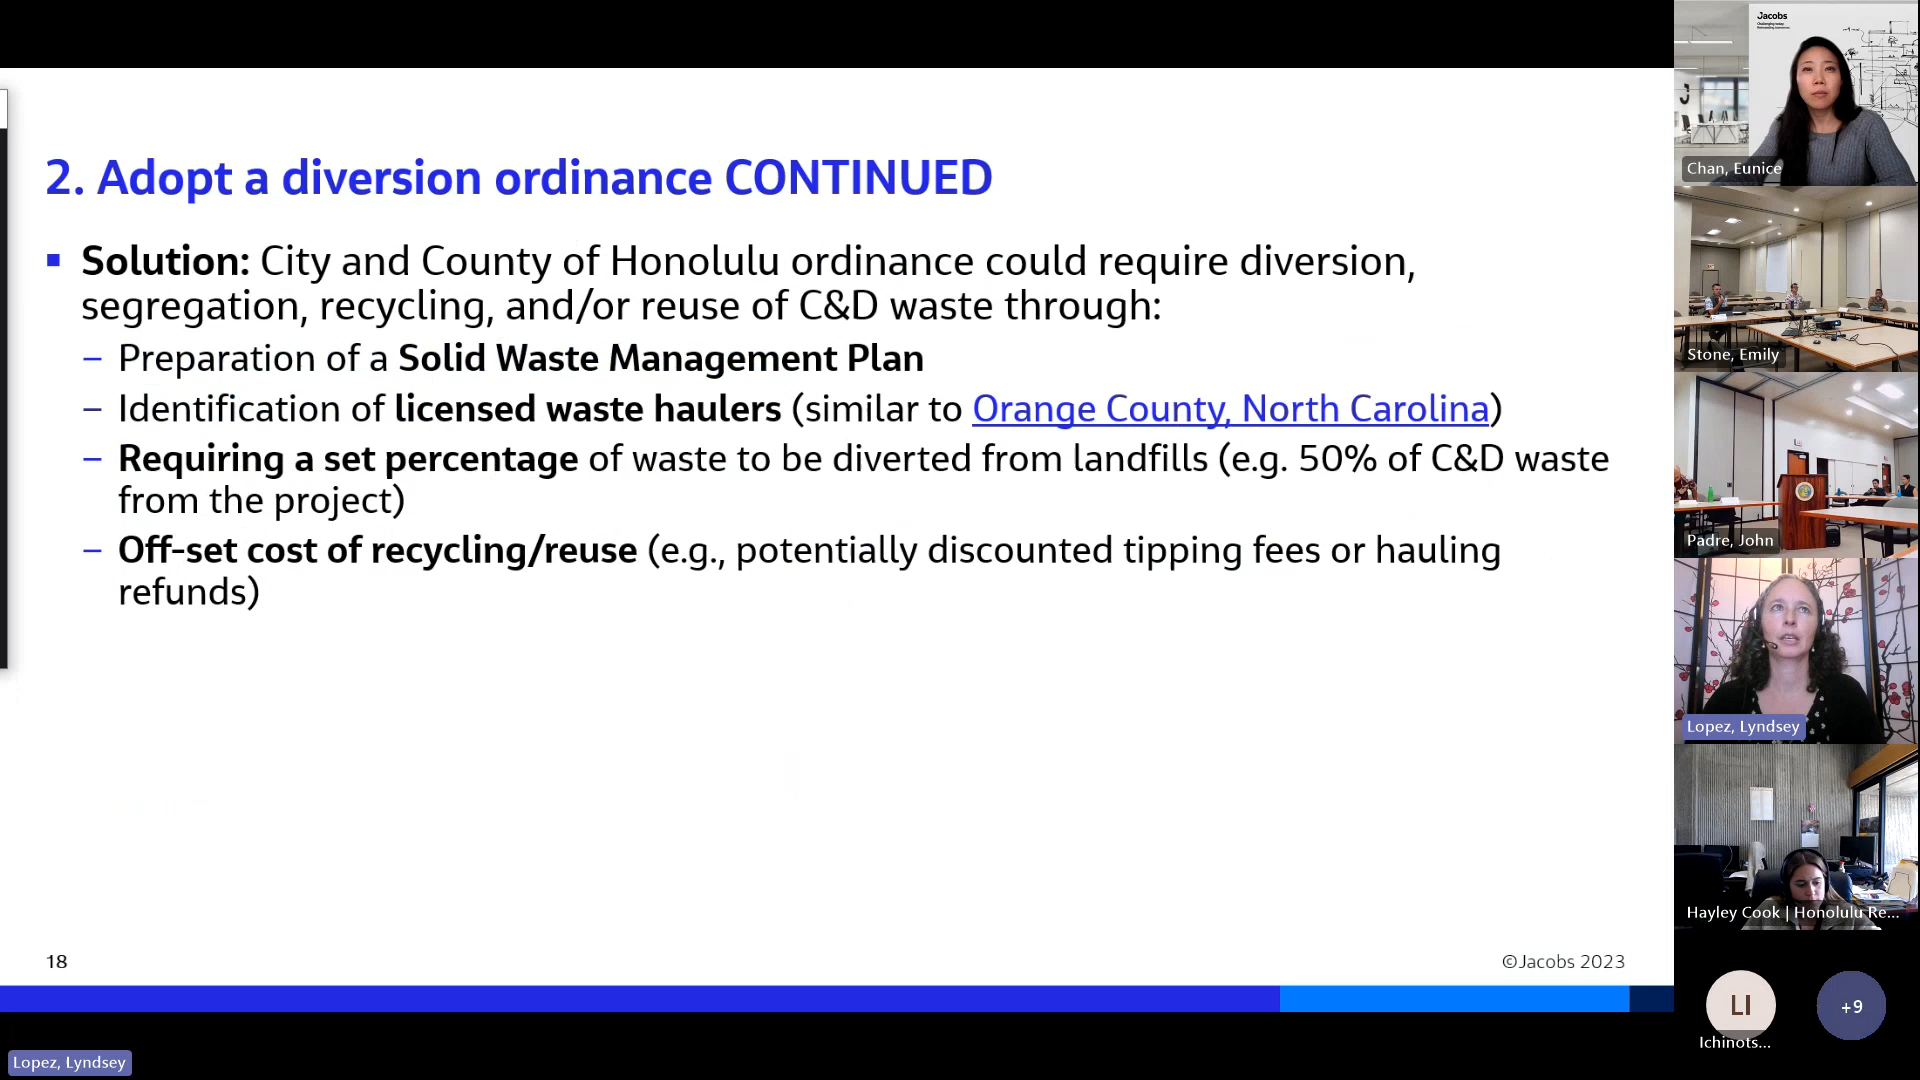 2. Adopt a diversion ordinance CONTINUED
▪ Solution: City and County of Honolulu ordinance could require diversion,
segregation, recycling, and/or reuse of C&D waste through:
– Preparation of a Solid Waste Management Plan
– Identification of licensed waste haulers (similar to Orange County, North Carolina)
– Requiring a set percentage of waste to be diverted from landfills (e.g. 50% of C&D waste
from the project)
– Off-set cost of recycling/reuse (e.g., potentially discounted tipping fees or hauling
refunds)
18
©Jacobs 2023
Lopez, Lyndsey
Jacobs
Chan, Eunice
Stone, Emily
Padre, John
Lopez, Lyndsey
Hayley Cook | Honolulu Re...
LI
Ichinots...
+9